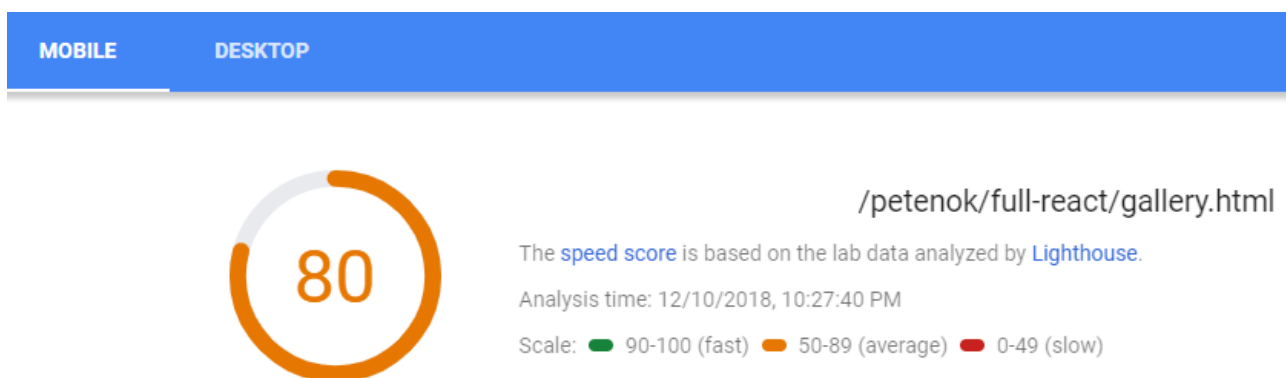 MOBILE DESKTOP
80
/petenok/full-react/gallery.html
The speed score is based on the lab data analyzed by Lighthouse.
Analysis time: 12/10/2018, 10:27:40 PM
Scale: 90-100 (fast) 50-89 (average) 0-49 (slow)